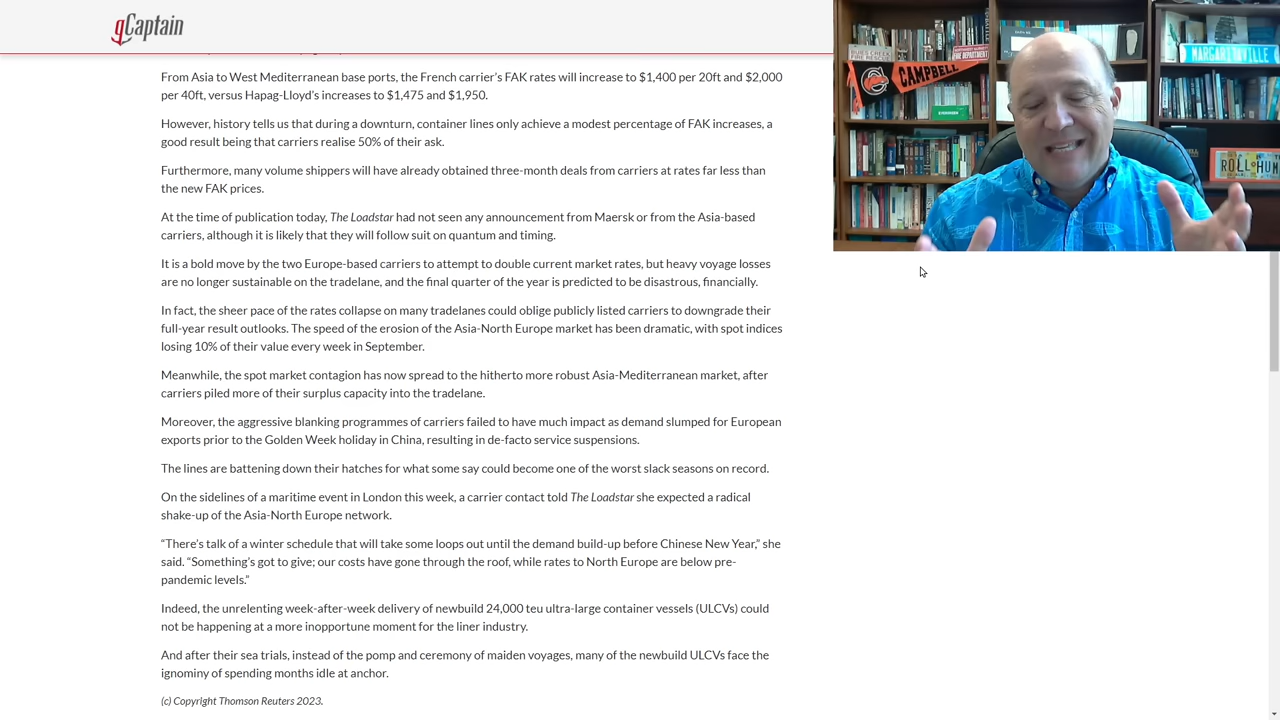 gCaptain
From Asia to West Mediterranean base ports, the French carrier's FAK rates will increase to $1,400 per 20ft and $2,000
per 40ft, versus Hapag-Lloyd's increases to $1,475 and $1,950.
However, history tells us that during a downturn, container lines only achieve a modest percentage of FAK increases, a
good result being that carriers realise 50% of their ask.
Furthermore, many volume shippers will have already obtained three-month deals from carriers at rates far less than
the new FAK prices.
At the time of publication today, The Loadstar had not seen any announcement from Maersk or from the Asia-based
carriers, although it is likely that they will follow suit on quantum and timing.
It is a bold move by the two Europe-based carriers to attempt to double current market rates, but heavy voyage losses
are no longer sustainable on the tradelane, and the final quarter of the year is predicted to be disastrous, financially.
In fact, the sheer pace of the rates collapse on many tradelanes could oblige publicly listed carriers to downgrade their
full-year result outlooks. The speed of the erosion of the Asia-North Europe market has been dramatic, with spot indices
losing 10% of their value every week in September.
Meanwhile, the spot market contagion has now spread to the hitherto more robust Asia-Mediterranean market, after
carriers piled more of their surplus capacity into the tradelane.
Moreover, the aggressive blanking programmes of carriers failed to have much impact as demand slumped for European
exports prior to the Golden Week holiday in China, resulting in de-facto service suspensions.
The lines are battening down their hatches for what some say could become one of the worst slack seasons on record.
On the sidelines of a maritime event in London this week, a carrier contact told The Loadstar she expected a radical
shake-up of the Asia-North Europe network.
“There's talk of a winter schedule that will take some loops out until the demand build-up before Chinese New Year,” she
said. “Something's got to give; our costs have gone through the roof, while rates to North Europe are below pre-
pandemic levels.”
Indeed, the unrelenting week-after-week delivery of newbuild 24,000 teu ultra-large container vessels (ULCVs) could
not be happening at a more inopportune moment for the liner industry.
And after their sea trials, instead of the pomp and ceremony of maiden voyages, many of the newbuild ULCVs face the
ignominy of spending months idle at anchor.
(c) Copyright Thomson Reuters 2023.
CAMPBELL
MARGARITAVILLE
EVERGREEN